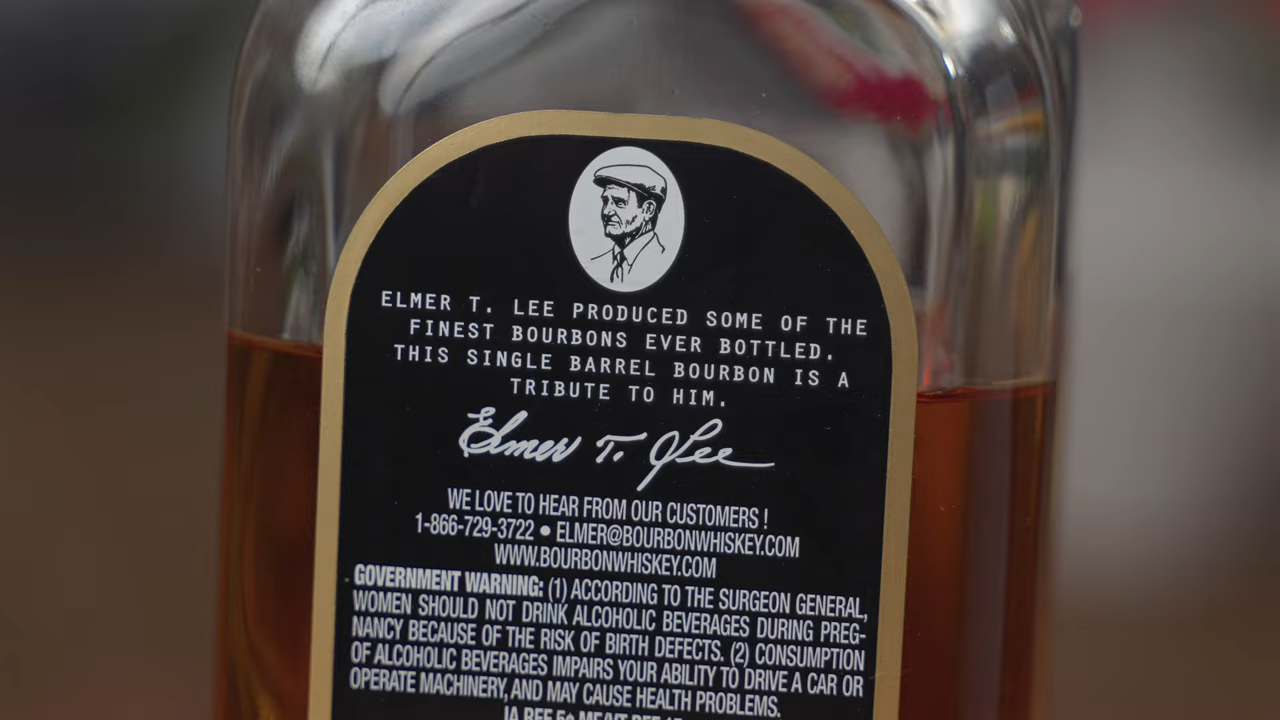 ELMER T. LEE PRODUCED SOME OF THE
FINEST BOURBONS EVER BOTTLED.
THIS SINGLE BARREL BOURBON IS A
TRIBUTE TO HIM.
Elmer T. Lee
WE LOVE TO HEAR FROM OUR CUSTOMERS !
1-866-729-3722 • ELMER@BOURBONWHISKEY.COM
WWW.BOURBONWHISKEY.COM
GOVERNMENT WARNING: (1) ACCORDING TO THE SURGEON GENERAL,
WOMEN SHOULD NOT DRINK ALCOHOLIC BEVERAGES DURING PREG-
NANCY BECAUSE OF THE RISK OF BIRTH DEFECTS. (2) CONSUMPTION
OF ALCOHOLIC BEVERAGES IMPAIRS YOUR ABILITY TO DRIVE A CAR OR
OPERATE MACHINERY, AND MAY CAUSE HEALTH PROBLEMS.